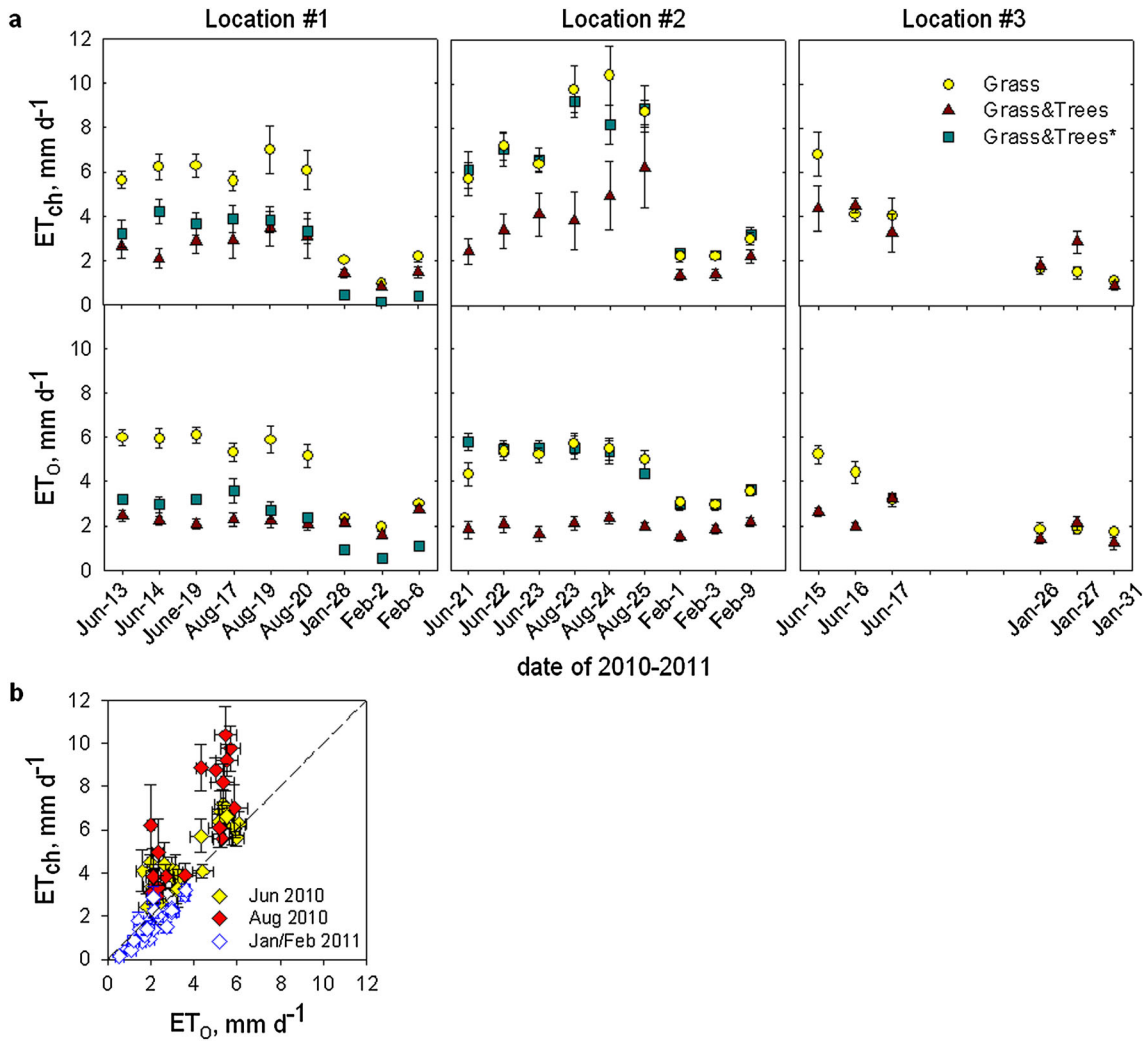 a Location #1 Location #2 Location #3
12
10
8
6
4
2
0
ETch, mm d-1
Grass
Grass&Trees
Grass&Trees*
10
8
6
4
2
0
ETO, mm d-1
Jun-13 Jun-14 June-19 Aug-17 Aug-19 Aug-20 Jan-28 Feb-2 Feb-6 Jun-21 Jun-22 Jun-23 Aug-23 Aug-24 Aug-25 Feb-1 Feb-3 Feb-9 Jun-15 Jun-16 Jun-17 Jan-26 Jan-27 Jan-31
date of 2010-2011
b
12
10
8
6
4
2
0
ETch, mm d-1
Jun 2010
Aug 2010
Jan/Feb 2011
0 2 4 6 8 10 12
ETO, mm d-1